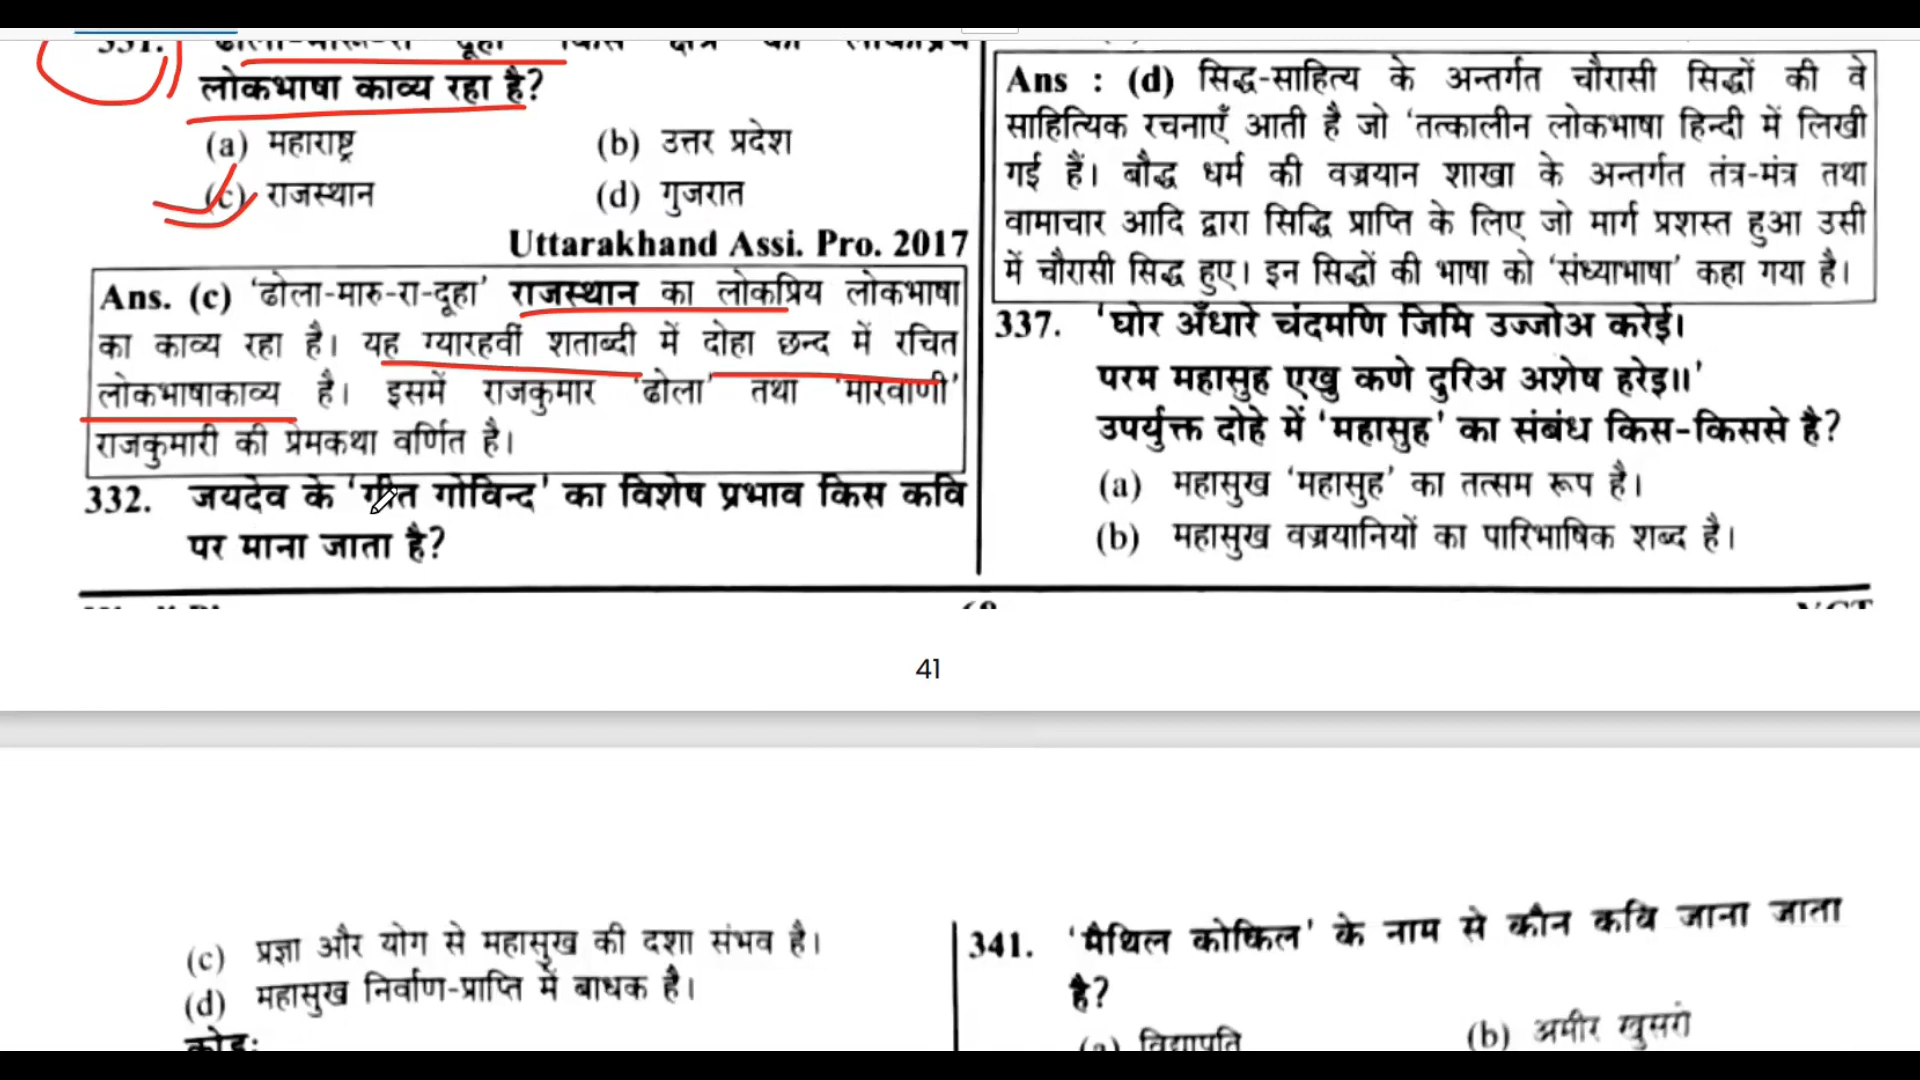 331. ढोला-मारू-रा दूहा किस क्षेत्र का लोकप्रिय
लोकभाषा काव्य रहा है?
(a) महाराष्ट्र (b) उत्तर प्रदेश
(c) राजस्थान (d) गुजरात
Uttarakhand Assi. Pro. 2017
Ans. (c) 'ढोला-मारु-रा-दूहा' राजस्थान का लोकप्रिय लोकभाषा
का काव्य रहा है। यह ग्यारहवीं शताब्दी में दोहा छन्द में रचित
लोकभाषाकाव्य है। इसमें राजकुमार 'ढोला' तथा 'मारवाणी'
राजकुमारी की प्रेमकथा वर्णित है।
332. जयदेव के 'गीत गोविन्द' का विशेष प्रभाव किस कवि
पर माना जाता है?
Ans : (d) सिद्ध-साहित्य के अन्तर्गत चौरासी सिद्धों की वे
साहित्यिक रचनाएँ आती है जो 'तत्कालीन लोकभाषा हिन्दी में लिखी
गई हैं। बौद्ध धर्म की वज्रयान शाखा के अन्तर्गत तंत्र-मंत्र तथा
वामाचार आदि द्वारा सिद्धि प्राप्ति के लिए जो मार्ग प्रशस्त हुआ उसी
में चौरासी सिद्ध हुए। इन सिद्धों की भाषा को 'संध्याभाषा' कहा गया है।
337. 'घोर अँधारे चंदमणि जिमि उज्जोअ करेई।
परम महासुह एखु कणे दुरिअ अशेष हरेइ॥'
उपर्युक्त दोहे में 'महासुह' का संबंध किस-किससे है?
(a) महासुख 'महासुह' का तत्सम रूप है।
(b) महासुख वज्रयानियों का पारिभाषिक शब्द है।
41
(c) प्रज्ञा और योग से महासुख की दशा संभव है।
(d) महासुख निर्वाण-प्राप्ति में बाधक है।
कोड:
341. 'मैथिल कोकिल' के नाम से कौन कवि जाना जाता
है?
(a) विद्यापति (b) अमीर खुसरो